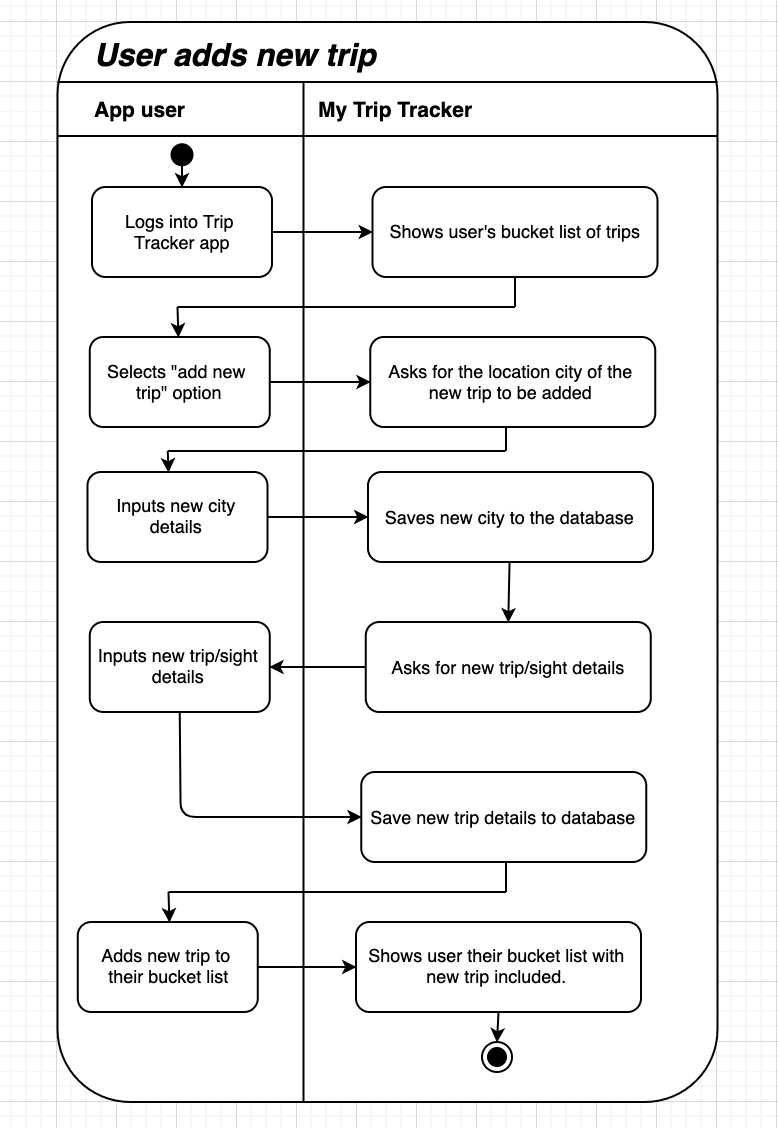 User adds new trip
App user
My Trip Tracker
Logs into Trip
Tracker app
Shows user's bucket list of trips
Selects "add new
trip" option
Asks for the location city of the
new trip to be added
Inputs new city
details
Saves new city to the database
Inputs new trip/sight
details
Asks for new trip/sight details
Save new trip details to database
Adds new trip to
their bucket list
Shows user their bucket list with
new trip included.